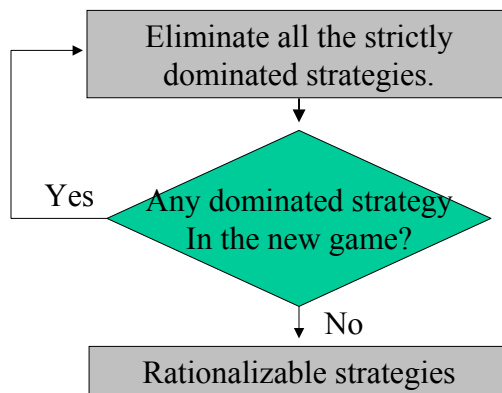 Eliminate all the strictly
dominated strategies.
Yes
Any dominated strategy
In the new game?
No
Rationalizable strategies